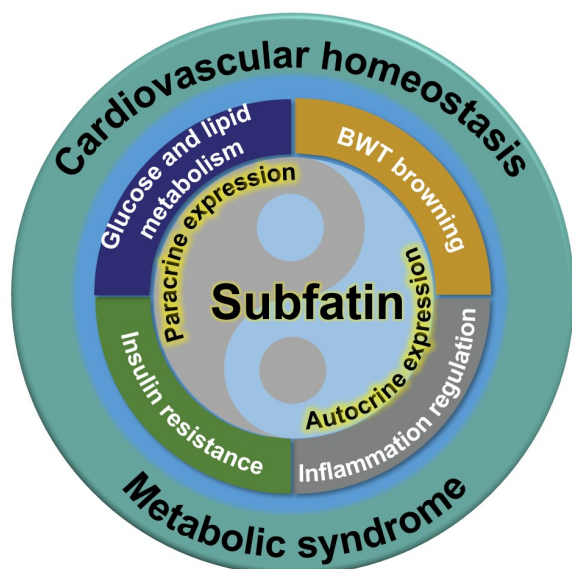 Cardiovascular homeostasis
Glucose and lipid
metabolism
BWT browning
Paracrine expression
Subfatin
Autocrine expression
Insulin resistance
Inflammation regulation
Metabolic syndrome